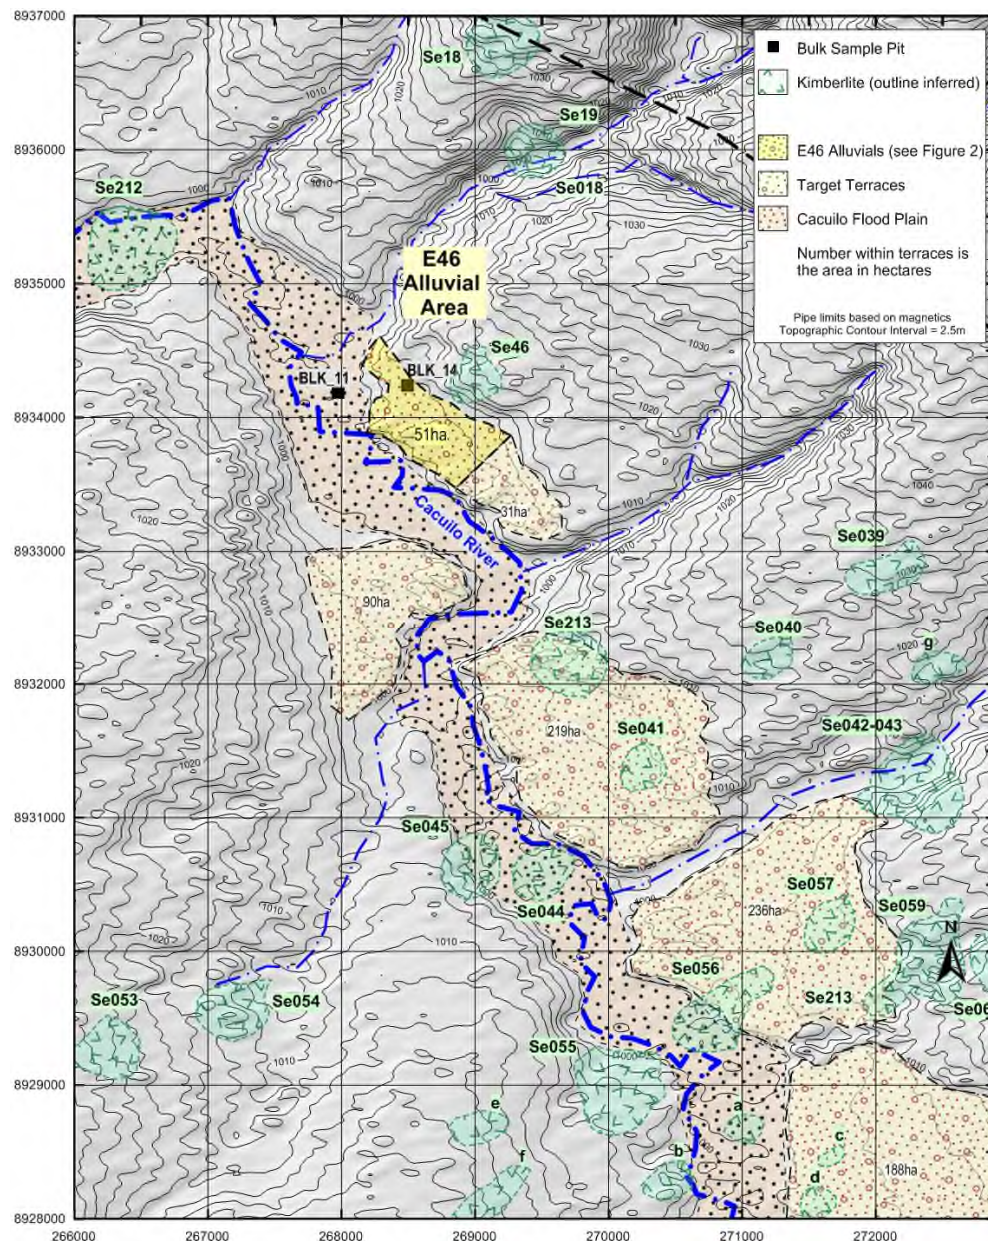 8937000
8936000
8935000
8934000
8933000
8932000
8931000
8930000
8929000
8928000
266000
267000
268000
269000
270000
271000
272000
Bulk Sample Pit
Kimberlite (outline inferred)
E46 Alluvials (see Figure 2)
Target Terraces
Cacuilo Flood Plain
Number within terraces is
the area in hectares
Pipe limits based on magnetics
Topographic Contour Interval = 2.5m
Se18
Se19
Se018
Se212
E46
Alluvial
Area
Se46
BLK_14
BLK_11
51ha
31ha
Cacuilo River
90ha
Se039
Se040
g
Se213
Se041
219ha
Se042-043
Se045
Se044
Se057
Se059
236ha
N
Se056
Se213
Se06
Se053
Se054
Se055
a
b
c
d
e
f
188ha
1030
1020
1010
1000
1040